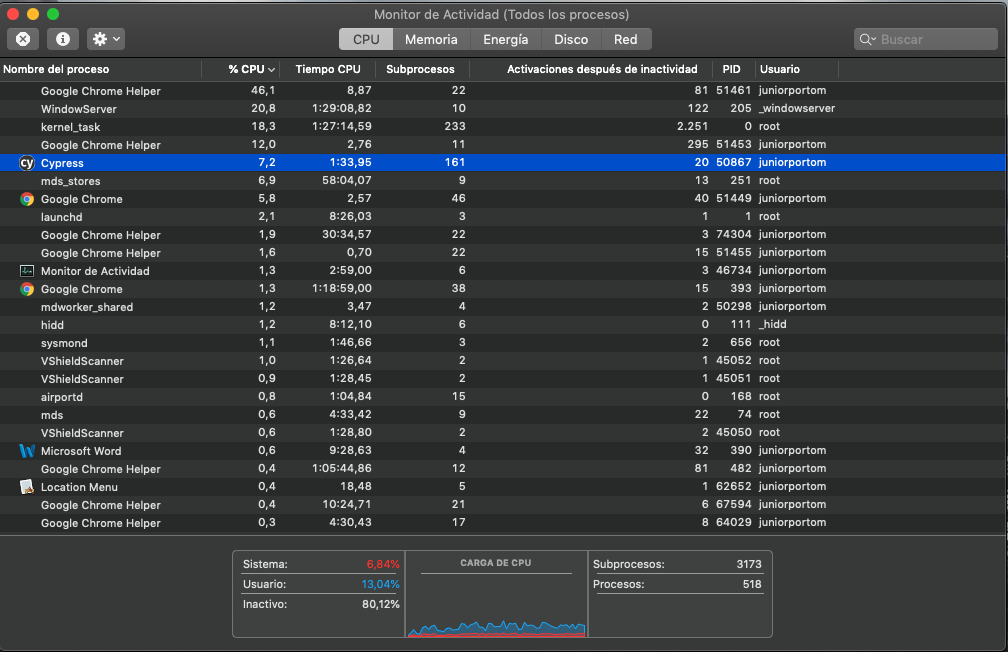 Monitor de Actividad (Todos los procesos)
CPU Memoria Energía Disco Red Buscar
Nombre del proceso % CPU Tiempo CPU Subprocesos Activaciones después de inactividad PID Usuario
Google Chrome Helper 46,1 8,87 22 81 51461 juniorportom
WindowServer 20,8 1:29:08,82 10 122 205 _windowserver
kernel_task 18,3 1:27:14,59 233 2.251 0 root
Google Chrome Helper 12,0 2,76 11 295 51453 juniorportom
cy Cypress 7,2 1:33,95 161 20 50867 juniorportom
mds_stores 6,9 58:04,07 9 13 251 root
Google Chrome 5,8 2,57 46 40 51449 juniorportom
launchd 2,1 8:26,03 3 1 1 root
Google Chrome Helper 1,9 30:34,57 22 3 74304 juniorportom
Google Chrome Helper 1,6 0,70 22 15 51455 juniorportom
Monitor de Actividad 1,3 2:59,00 6 3 46734 juniorportom
Google Chrome 1,3 1:18:59,00 38 15 393 juniorportom
mdworker_shared 1,2 3,47 4 2 50298 juniorportom
hidd 1,2 8:12,10 6 0 111 _hidd
sysmond 1,1 1:46,66 3 2 656 root
VShieldScanner 1,0 1:26,64 2 1 45052 root
VShieldScanner 0,9 1:28,45 2 1 45051 root
airportd 0,8 1:04,84 15 0 168 root
mds 0,6 4:33,42 9 22 74 root
VShieldScanner 0,6 1:28,80 2 2 45050 root
Microsoft Word 0,6 9:28,63 4 32 390 juniorportom
Google Chrome Helper 0,4 1:05:44,86 12 81 482 juniorportom
Location Menu 0,4 18,48 5 1 62652 juniorportom
Google Chrome Helper 0,4 10:24,71 21 6 67594 juniorportom
Google Chrome Helper 0,3 4:30,43 17 8 64029 juniorportom
Sistema: 6,84% CARGA DE CPU Subprocesos: 3173
Usuario: 13,04% Procesos: 518
Inactivo: 80,12%